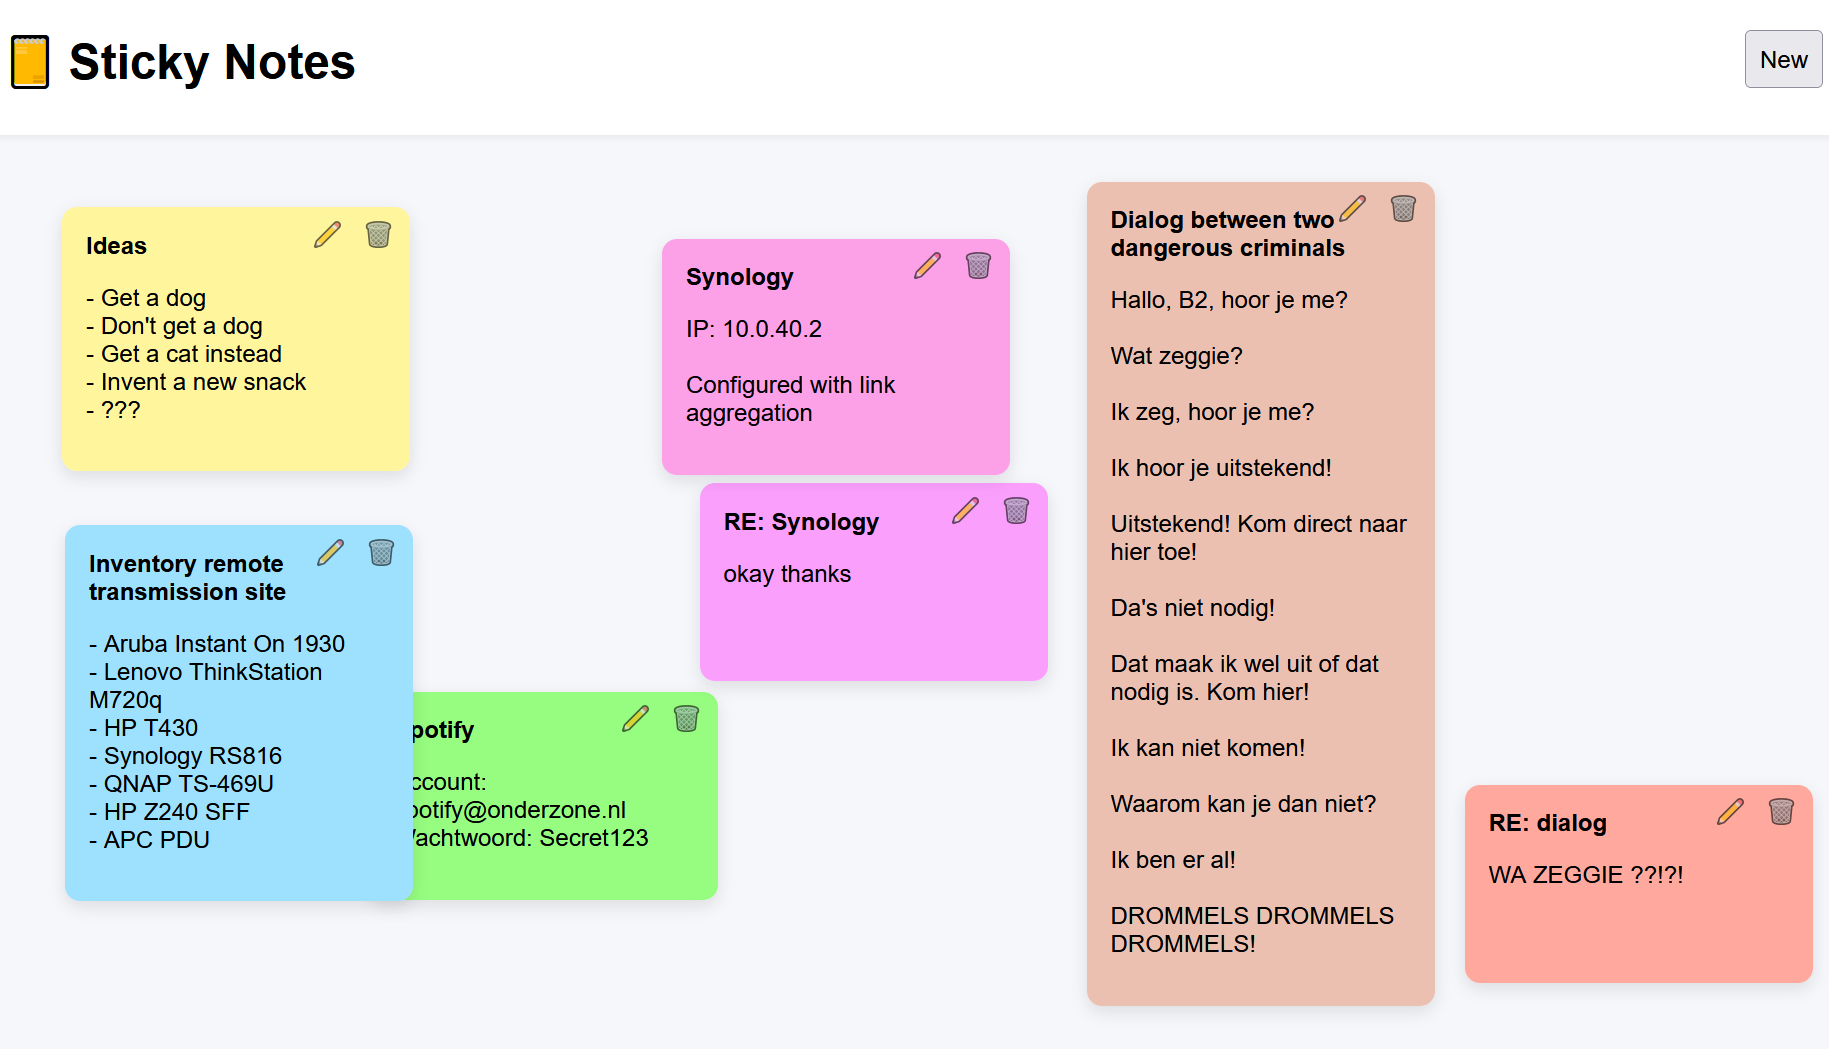 Sticky Notes
New
Ideas
- Get a dog
- Don't get a dog
- Get a cat instead
- Invent a new snack
- ???
Synology
IP: 10.0.40.2
Configured with link
aggregation
RE: Synology
okay thanks
Inventory remote
transmission site
- Aruba Instant On 1930
- Lenovo ThinkStation
M720q
- HP T430
- Synology RS816
- QNAP TS-469U
- HP Z240 SFF
- APC PDU
potify
ccount:
potify@onderzone.nl
achtwoord: Secret123
Dialog between two
dangerous criminals
Hallo, B2, hoor je me?
Wat zeggie?
Ik zeg, hoor je me?
Ik hoor je uitstekend!
Uitstekend! Kom direct naar
hier toe!
Da's niet nodig!
Dat maak ik wel uit of dat
nodig is. Kom hier!
Ik kan niet komen!
Waarom kan je dan niet?
Ik ben er al!
DROMMELS DROMMELS
DROMMELS!
RE: dialog
WA ZEGGIE ??!?!